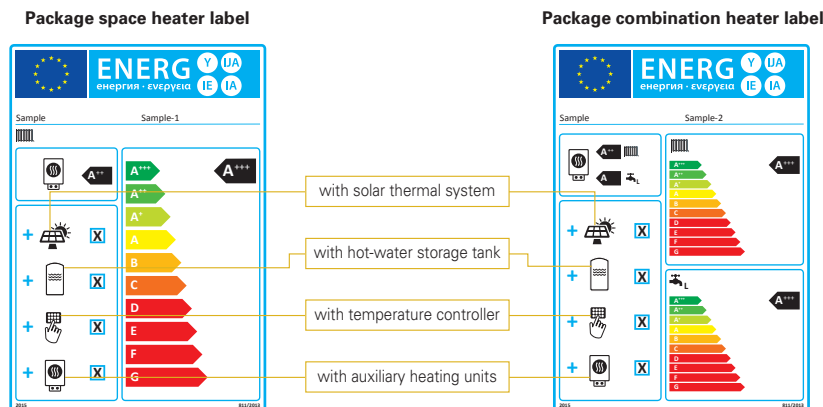 Package space heater label
Package combination heater label
ENERG Y IJA
енергия · ενεργεια IE IA
Sample Sample-1
A++
A+++
A++
A+
A
B
C
D
E
F
G
A+++
+ X
+ X
+ X
+ X
2015 811/2013
with solar thermal system
with hot-water storage tank
with temperature controller
with auxiliary heating units
ENERG Y IJA
енергия · ενεργεια IE IA
Sample Sample-2
A++
A L
+ X
+ X
+ X
+ X
A+++
A++
A+
A
B
C
D
E
F
G
A+++
L
A+++
A++
A+
A
B
C
D
E
F
G
A+++
2015 811/2013